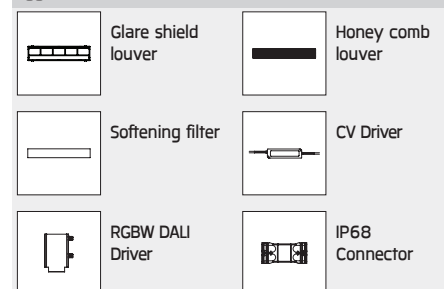 Glare shield
louver
Honey comb
louver
Softening filter
CV Driver
RGBW DALI
Driver
IP68
Connector